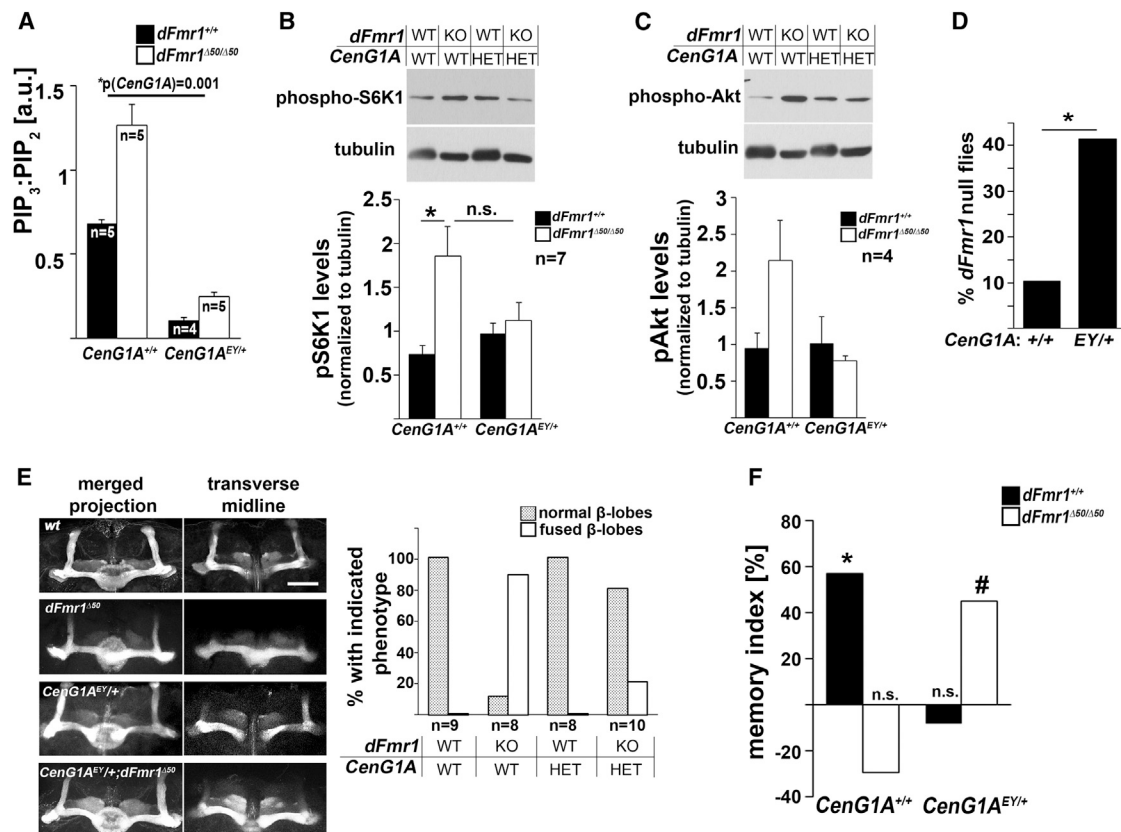 A
dFmr1+/+
dFmr1Δ50/Δ50
*p(CenG1A)=0.001
PIP3:PIP2 [a.u.]
1.5
1
0.5
n=5
n=5
n=4
n=5
CenG1A+/+ CenG1AEY/+
B
dFmr1 WT KO WT KO
CenG1A WT WT HET HET
phospho-S6K1
tubulin
pS6K1 levels
(normalized to tubulin)
2.5
2
1.5
1
0.5
* n.s.
dFmr1+/+
dFmr1Δ50/Δ50
n=7
CenG1A+/+ CenG1AEY/+
C
dFmr1 WT KO WT KO
CenG1A WT WT HET HET
phospho-Akt
tubulin
pAkt levels
(normalized to tubulin)
3
2.5
2
1.5
1
0.5
dFmr1+/+
dFmr1Δ50/Δ50
n=4
CenG1A+/+ CenG1AEY/+
D
% dFmr1 null flies
40
30
20
10
*
CenG1A: +/+ EY/+
E
merged projection
transverse midline
wt
dFmr1Δ50
CenG1AEY/+
CenG1AEY/+;dFmr1Δ50
normal β-lobes
fused β-lobes
% with indicated
phenotype
100
80
60
40
20
n=9 n=8 n=8 n=10
dFmr1 WT KO WT KO
CenG1A WT WT HET HET
F
dFmr1+/+
dFmr1Δ50/Δ50
memory index [%]
80
60
40
20
-20
-40
* n.s. n.s. #
CenG1A+/+ CenG1AEY/+